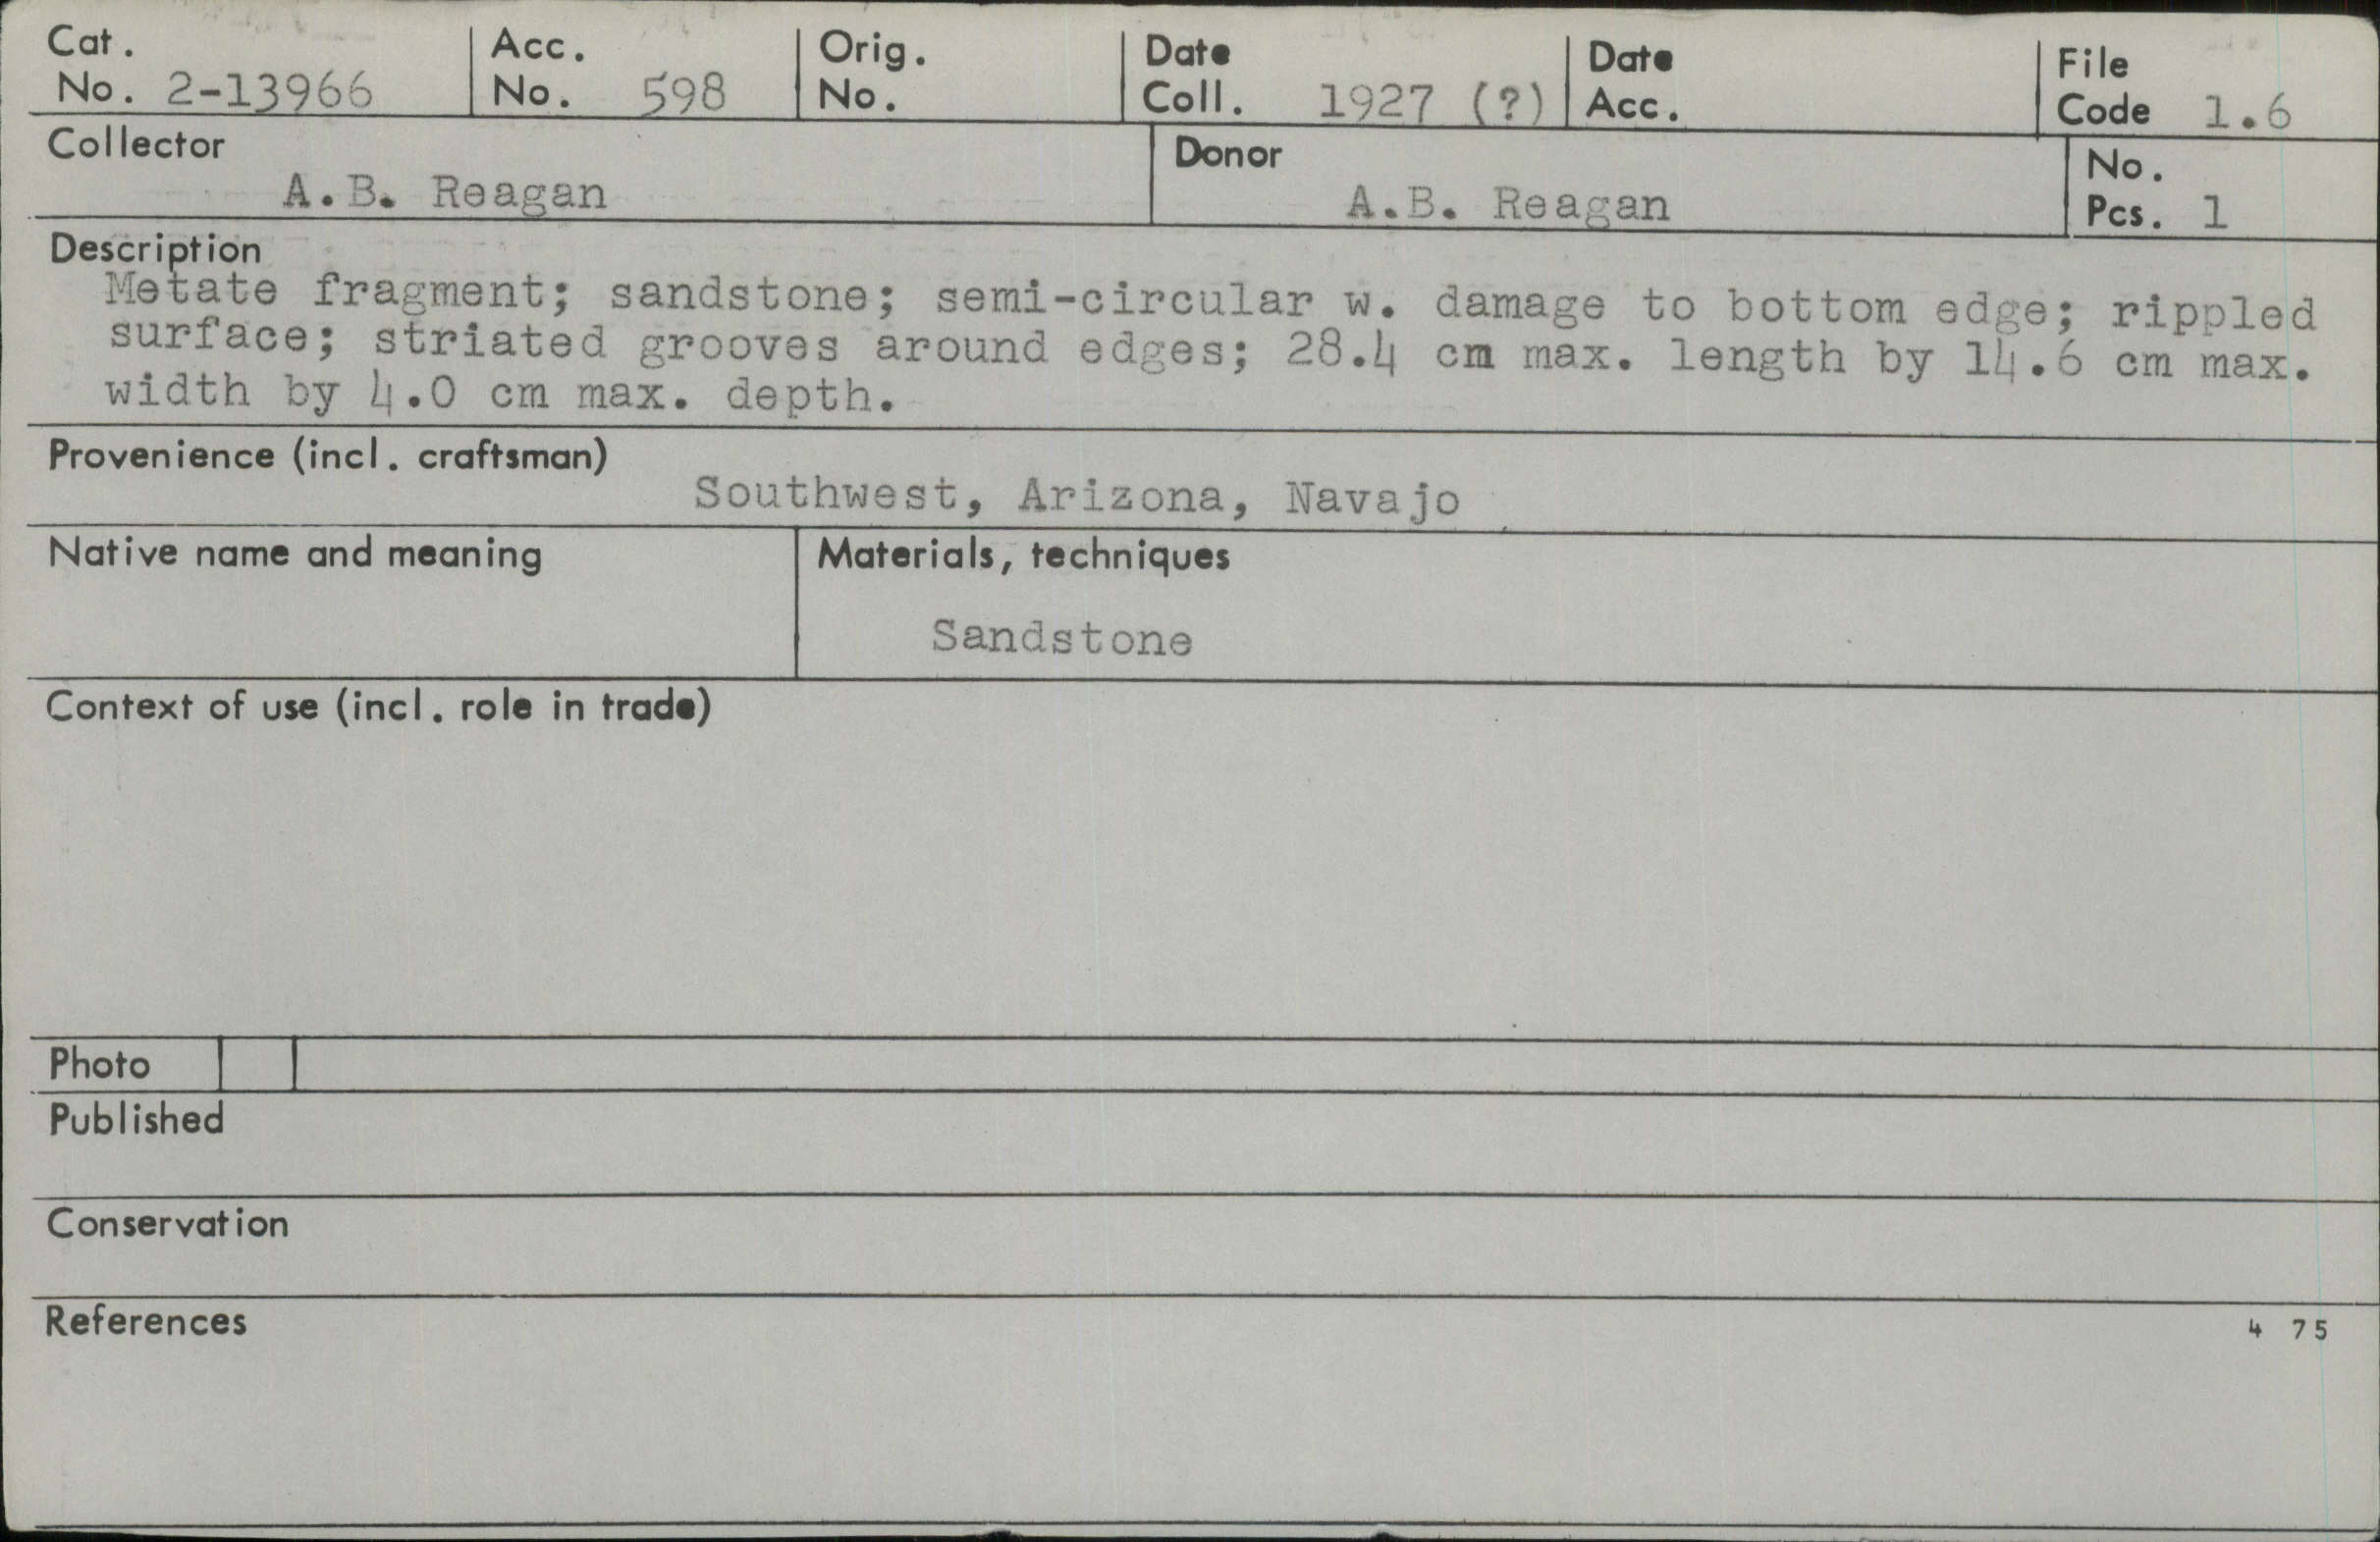 Cat. Acc. Orig. Date Date File
No. 2-13966 No. 598 No. Coll. 1927 (?) Acc. Code 1.6
Collector Donor No.
A.B. Reagan A.B. Reagan Pcs. 1
Description
Metate fragment; sandstone; semi-circular w. damage to bottom edge; rippled
surface; striated grooves around edges; 28.4 cm max. length by 14.6 cm max.
width by 4.0 cm max. depth.
Provenience (incl. craftsman)
Southwest, Arizona, Navajo
Native name and meaning Materials, techniques
Sandstone
Context of use (incl. role in trade)
Photo
Published
Conservation
References 4 75